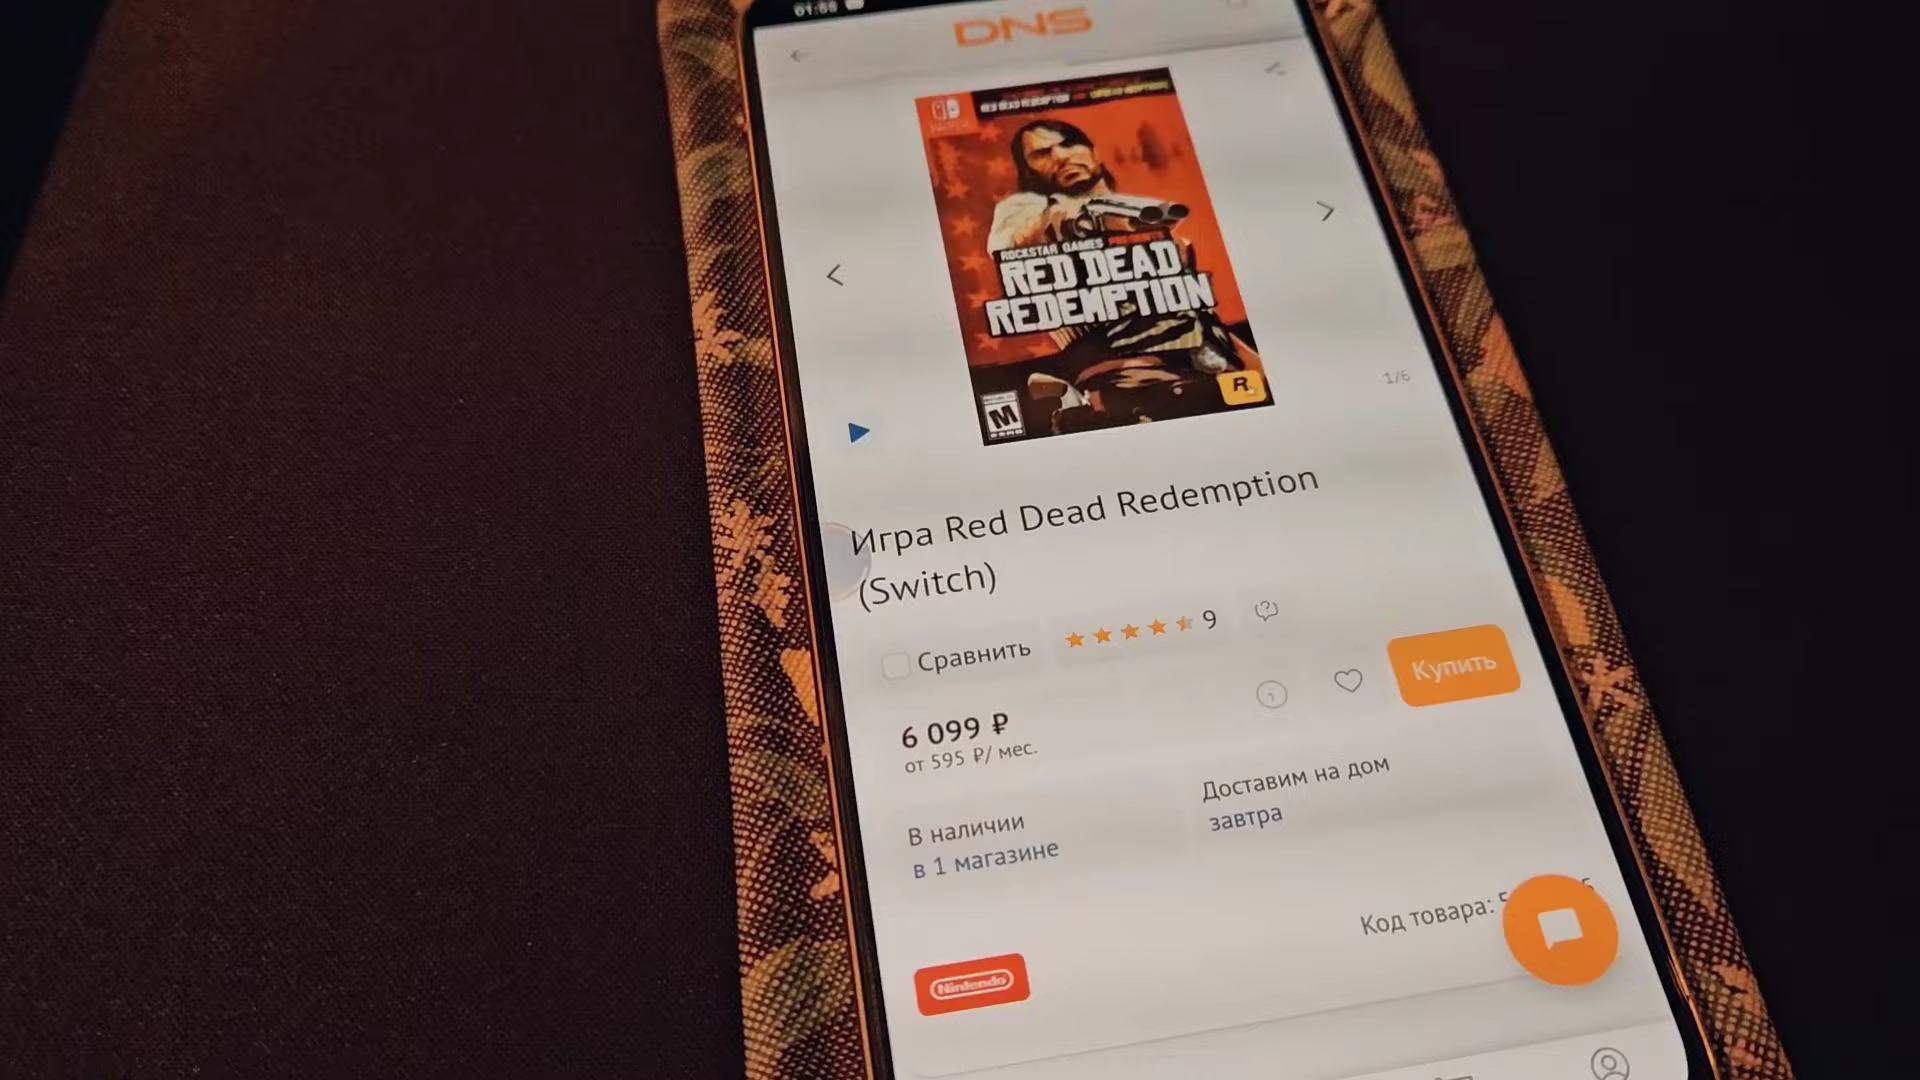 DNS
ROCKSTAR GAMES PRESENTS
RED DEAD
REDEMPTION
M
R
1/6
Игра Red Dead Redemption
(Switch)
Сравнить
9
6 099 ₽
от 595 ₽/ мес.
Купить
В наличии
в 1 магазине
Доставим на дом
завтра
Код товара: 5
Nintendo